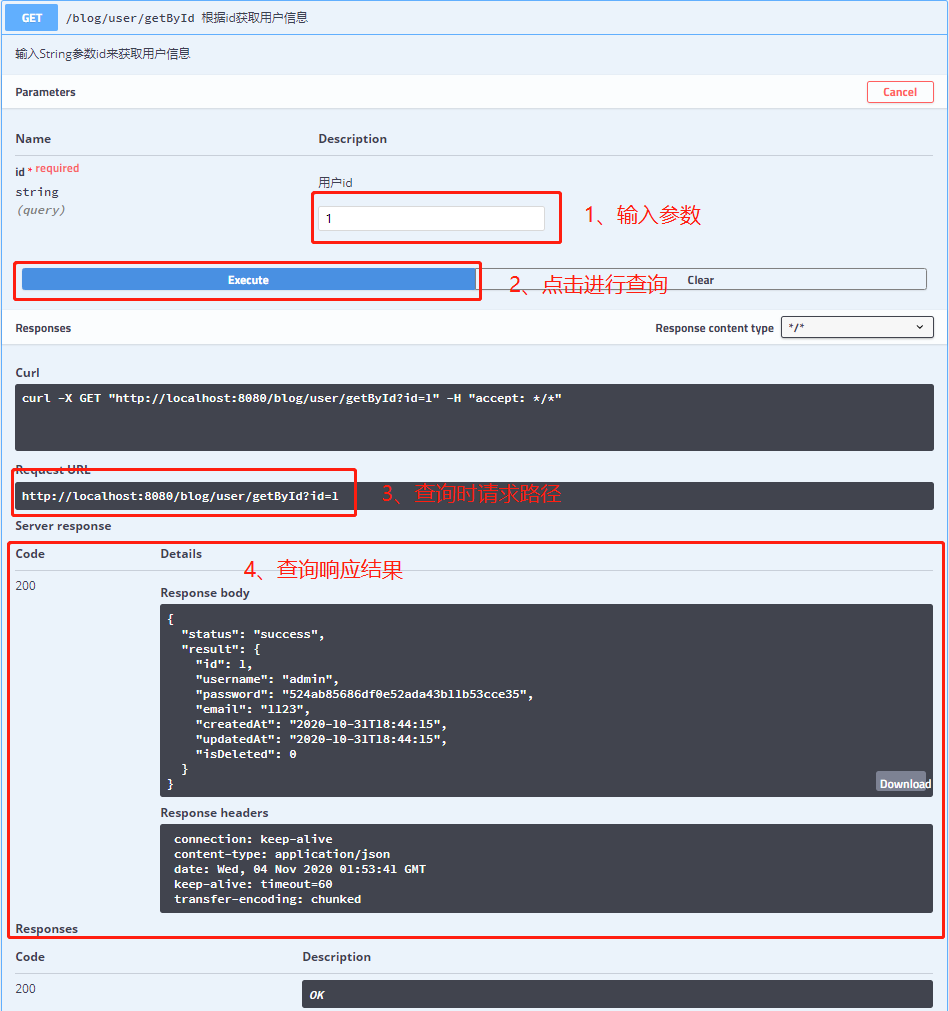 GET /blog/user/getById 根据id获取用户信息
输入String参数id来获取用户信息
Parameters Cancel
Name Description
id * required
string
(query)
用户id
1
1、输入参数
Execute
2、点击进行查询
Clear
Responses Response content type */*
Curl
curl -X GET "http://localhost:8080/blog/user/getById?id=1" -H "accept: */*"
Request URL
http://localhost:8080/blog/user/getById?id=1
3、查询时请求路径
Server response
Code Details
4、查询响应结果
200
Response body
{
"status": "success",
"result": {
"id": 1,
"username": "admin",
"password": "524ab85686df0e52ada43b11b53cce35",
"email": "1123",
"createdAt": "2020-10-31T18:44:15",
"updatedAt": "2020-10-31T18:44:15",
"isDeleted": 0
}
}
Download
Response headers
connection: keep-alive
content-type: application/json
date: Wed, 04 Nov 2020 01:53:41 GMT
keep-alive: timeout=60
transfer-encoding: chunked
Responses
Code Description
200 OK